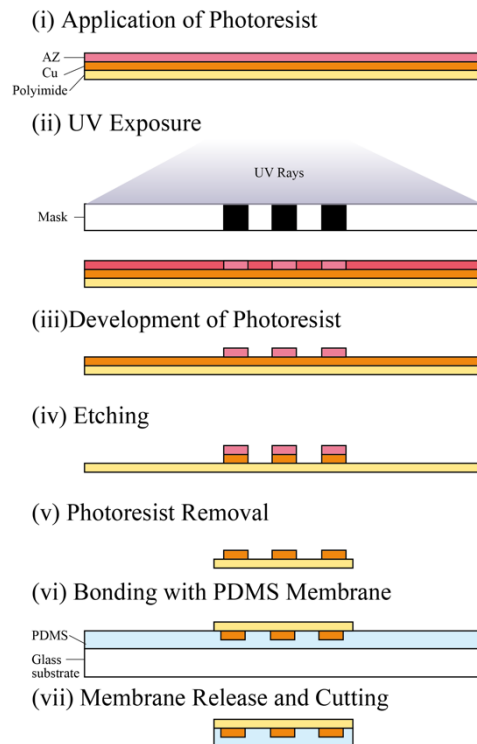 (i) Application of Photoresist
AZ
Cu
Polyimide
(ii) UV Exposure
UV Rays
Mask
(iii)Development of Photoresist
(iv) Etching
(v) Photoresist Removal
(vi) Bonding with PDMS Membrane
PDMS
Glass
substrate
(vii) Membrane Release and Cutting